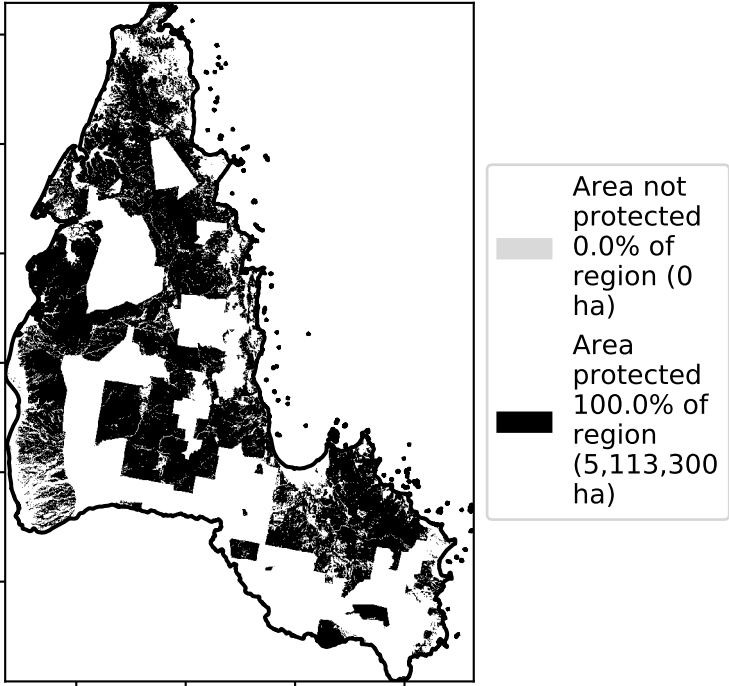 Area not
protected
0.0% of
region (0
ha)
Area
protected
100.0% of
region
(5,113,300
ha)